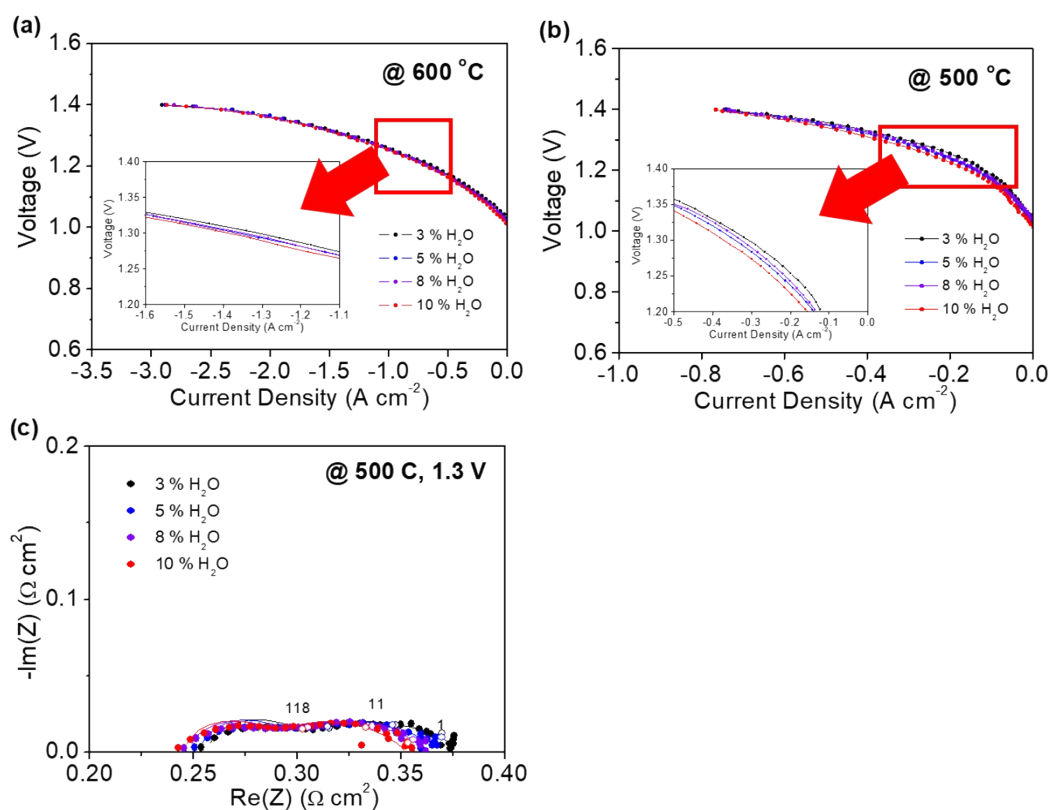 (a)
@ 600 °C
Voltage (V)
1.6
1.4
1.2
1.0
0.8
0.6
-3.5 -3.0 -2.5 -2.0 -1.5 -1.0 -0.5 0.0
Current Density (A cm⁻²)
Voltage (V)
1.40
1.35
1.30
1.25
1.20
-1.6 -1.5 -1.4 -1.3 -1.2 -1.1
Current Density (A cm⁻²)
3 % H₂O
5 % H₂O
8 % H₂O
10 % H₂O
(b)
@ 500 °C
Voltage (V)
1.6
1.4
1.2
1.0
0.8
0.6
-1.0 -0.8 -0.6 -0.4 -0.2 0.0
Current Density (A cm⁻²)
Voltage (V)
1.40
1.35
1.30
1.25
1.20
-0.5 -0.4 -0.3 -0.2 -0.1 0.0
Current Density (A cm⁻²)
3 % H₂O
5 % H₂O
8 % H₂O
10 % H₂O
(c)
@ 500 C, 1.3 V
-Im(Z) (Ω cm²)
0.2
0.1
0.0
0.20 0.25 0.30 0.35 0.40
Re(Z) (Ω cm²)
3 % H₂O
5 % H₂O
8 % H₂O
10 % H₂O
118
11
1